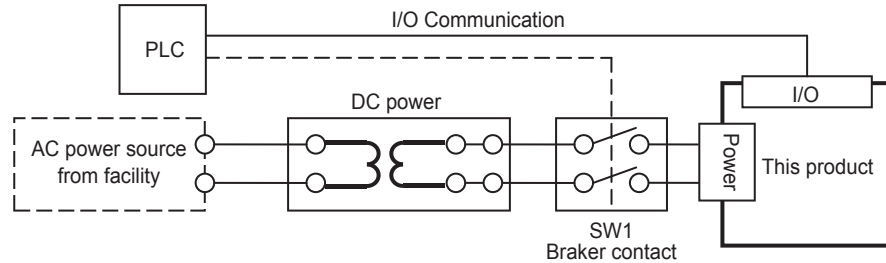 I/O Communication
PLC
I/O
DC power
AC power source
from facility
Power
This product
SW1
Braker contact